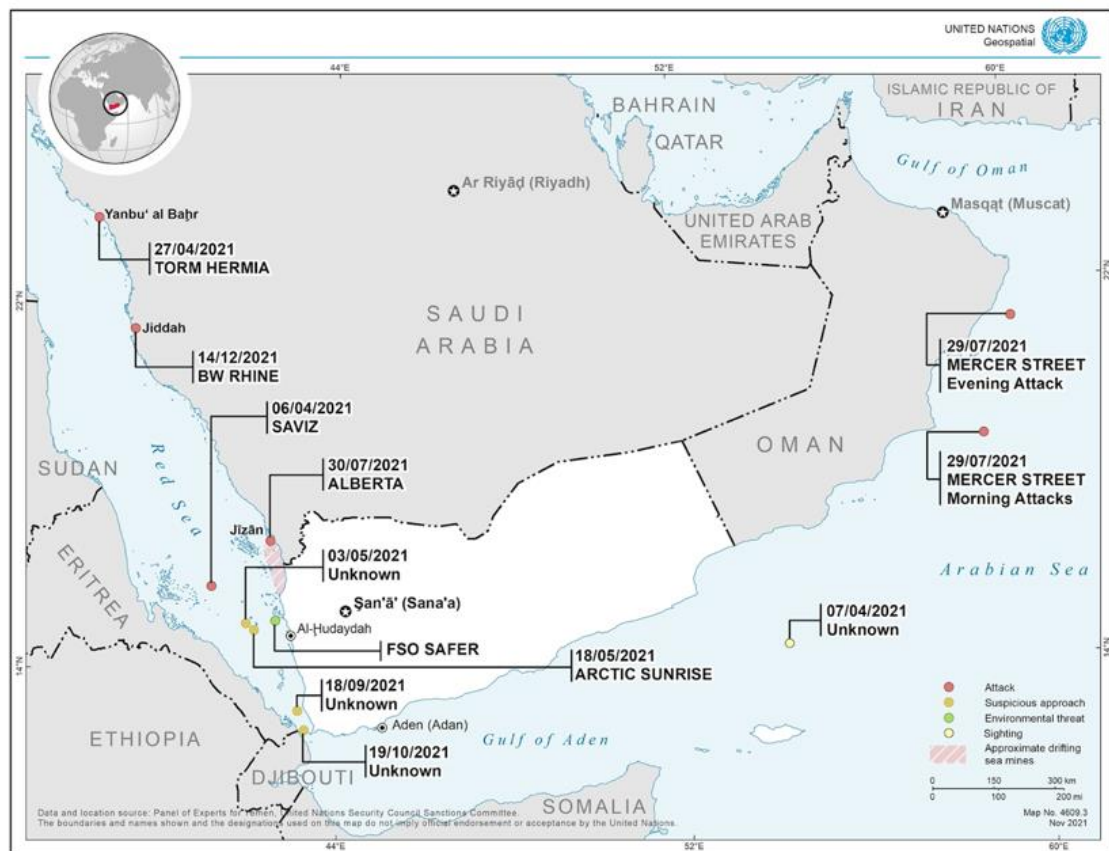 UNITED NATIONS
Geospatial
44°E
52°E
60°E
ISLAMIC REPUBLIC OF
IRAN
BAHRAIN
QATAR
Gulf of Oman
Ar Riyāḍ (Riyadh)
Masqaṭ (Muscat)
Yanbu‘ al Baḥr
UNITED ARAB
EMIRATES
27/04/2021
TORM HERMIA
22°N
22°N
SAUDI
ARABIA
Jiddah
14/12/2021
BW RHINE
29/07/2021
MERCER STREET
Evening Attack
06/04/2021
SAVIZ
Red Sea
SUDAN
OMAN
30/07/2021
ALBERTA
29/07/2021
MERCER STREET
Morning Attacks
Jīzān
03/05/2021
Unknown
ERITREA
Arabian Sea
Şan'ā' (Sana'a)
07/04/2021
Unknown
Al-Ḥudaydah
FSO SAFER
14°N
14°N
18/05/2021
ARCTIC SUNRISE
18/09/2021
Unknown
Aden (Adan)
ETHIOPIA
Gulf of Aden
19/10/2021
Unknown
DJIBOUTI
SOMALIA
Attack
Suspicious approach
Environmental threat
Sighting
Approximate drifting
sea mines
0 150 300 km
0 100 200 mi
Data and location source: Panel of Experts for Yemen, United Nations Security Council Sanctions Committee.
The boundaries and names shown and the designations used on this map do not imply official endorsement or acceptance by the United Nations.
Map No. 4609.3
Nov 2021
44°E
52°E
60°E